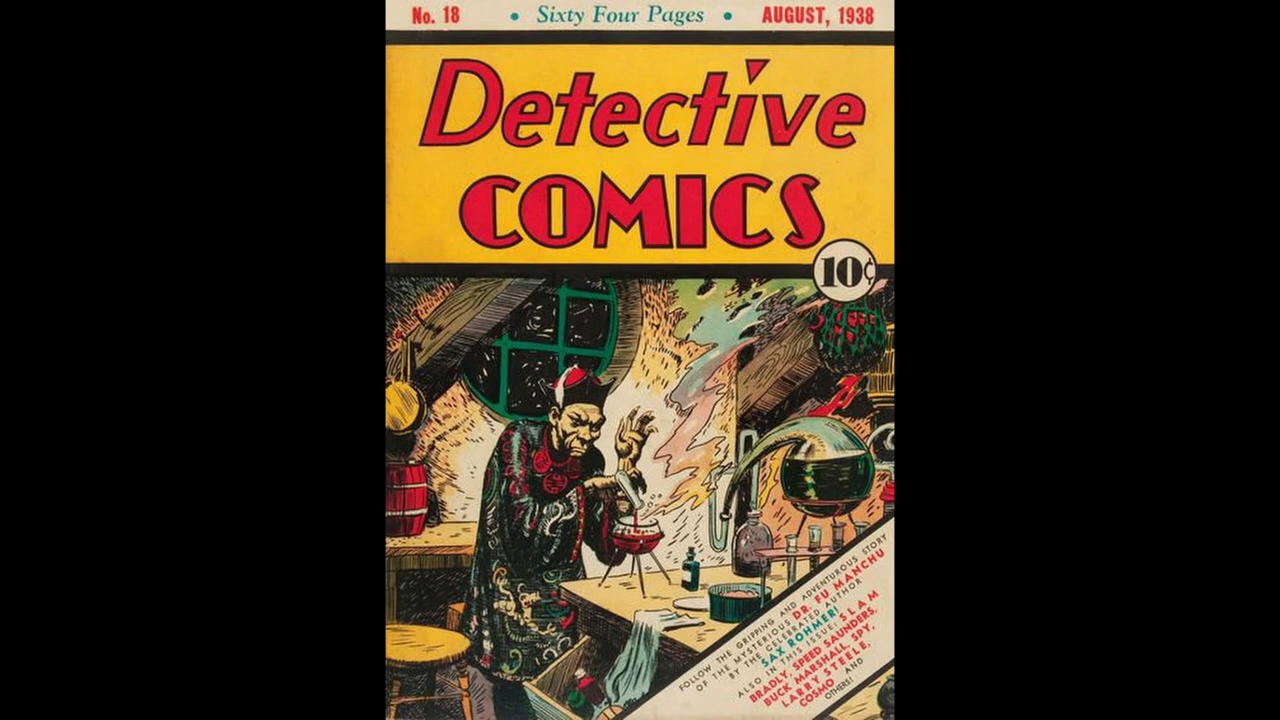 No. 18 • Sixty Four Pages • AUGUST, 1938
Detective
COMICS
10¢
FOLLOW THE GRIPPING AND ADVENTUROUS STORY
OF THE MYSTERIOUS DR. FU MANCHU
BY THE CELEBRATED AUTHOR
SAX ROHMER!
ALSO IN THIS ISSUE, SLAM
BRADLY, SPEED SAUNDERS,
BUCK MARSHALL, SPY,
LARRY STEELE,
COSMO AND
OTHERS!